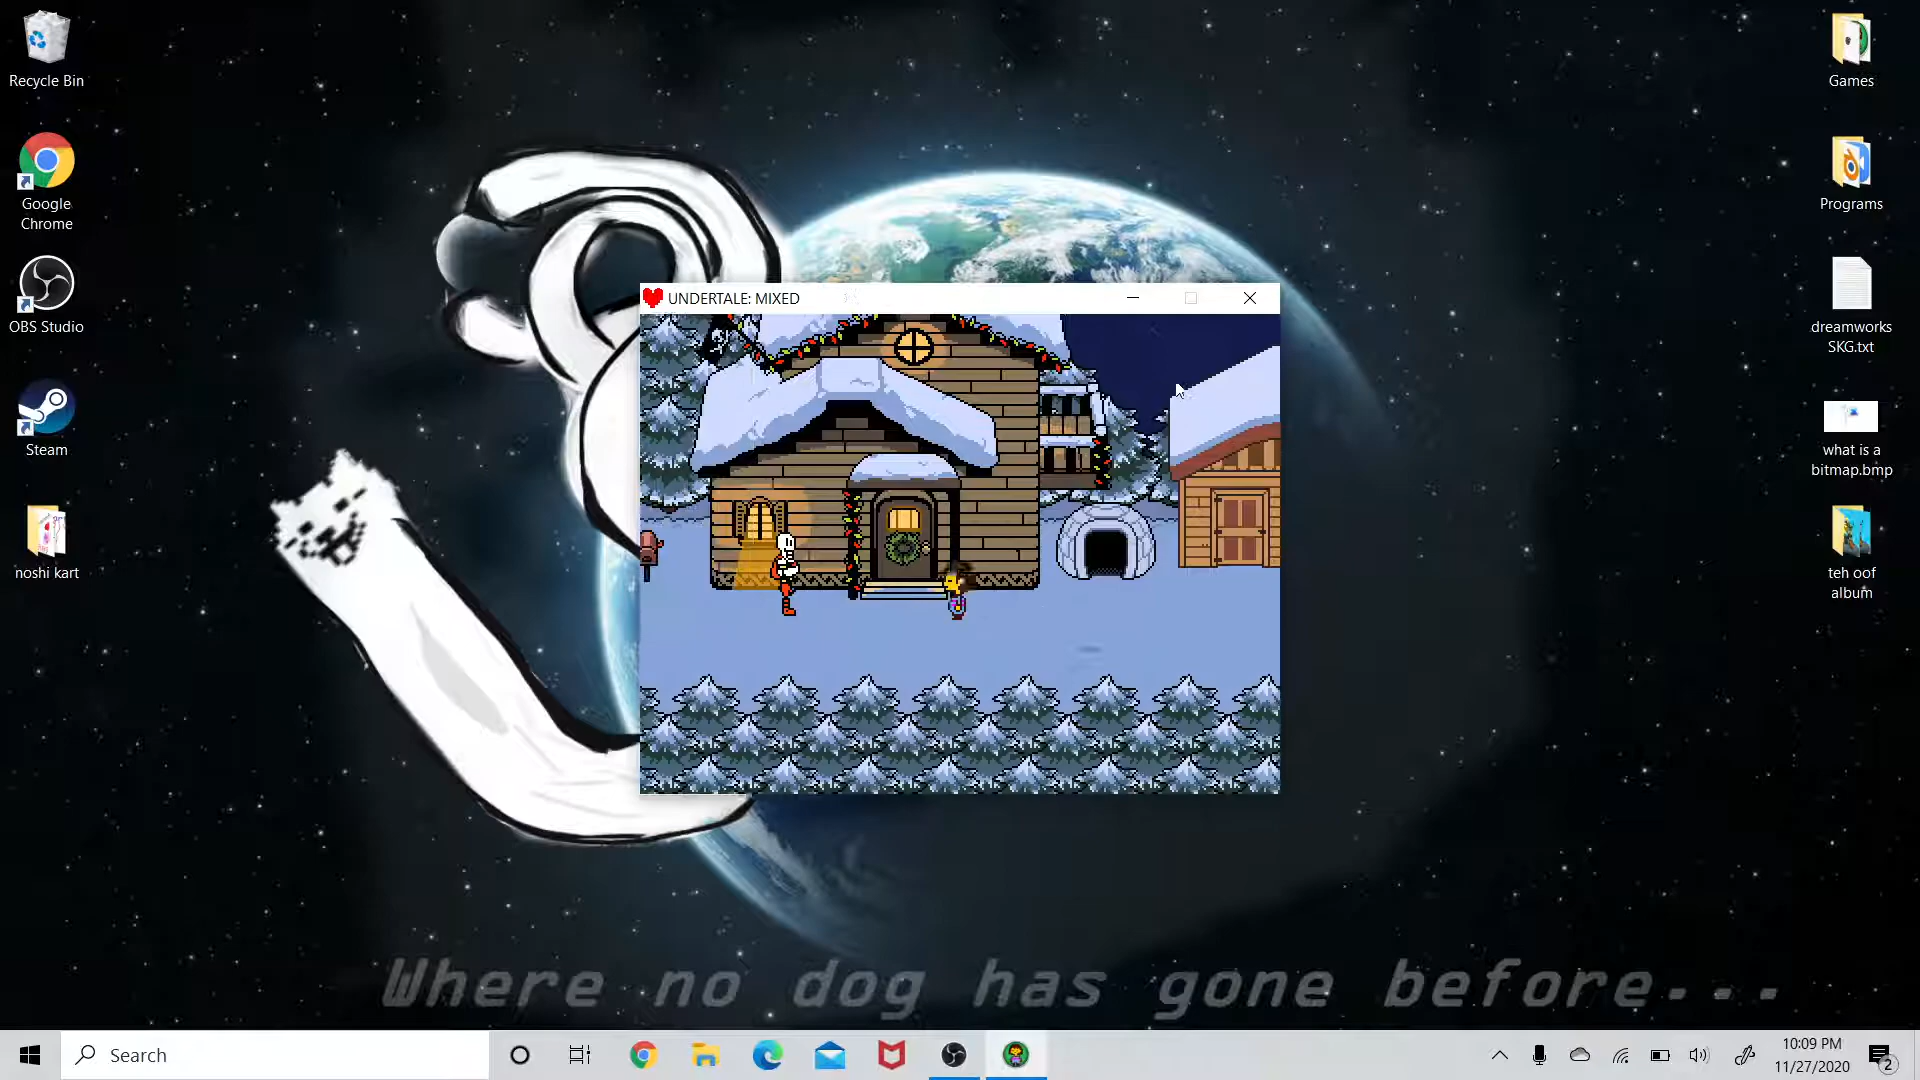 Recycle Bin
Google
Chrome
OBS Studio
Steam
noshi kart
Games
Programs
dreamworks
SKG.txt
what is a
bitmap.bmp
teh oof
album
UNDERTALE: MIXED
Where no dog has gone before...
Search
10:09 PM
11/27/2020
2